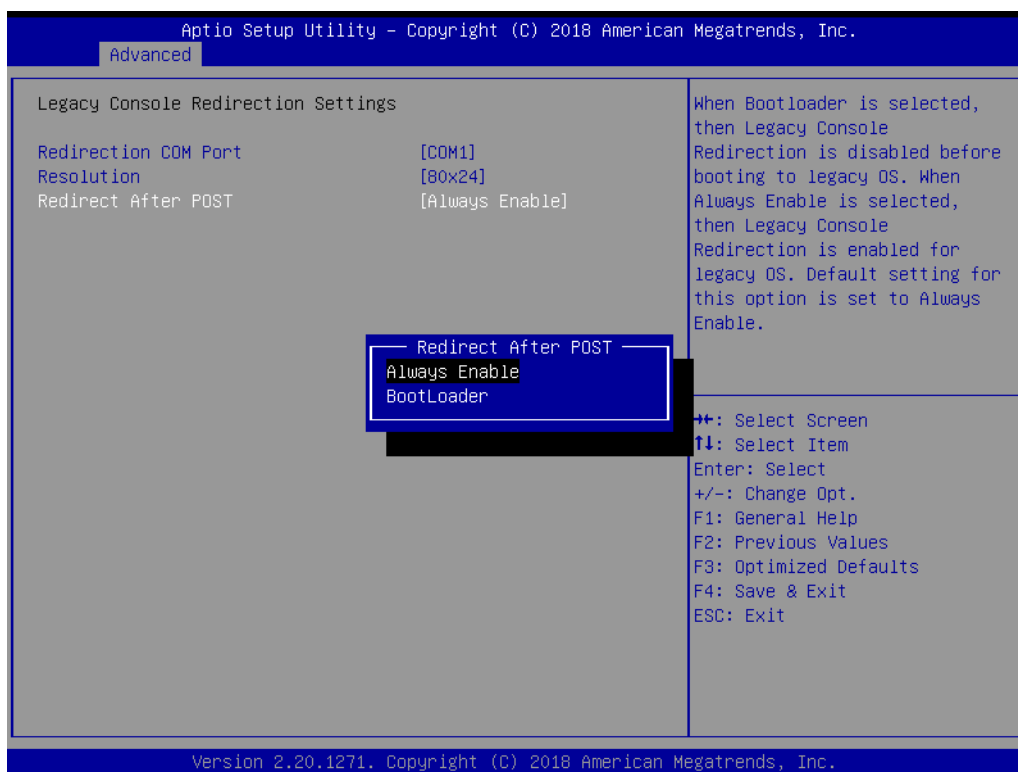 Aptio Setup Utility – Copyright (C) 2018 American Megatrends, Inc.
Advanced
Legacy Console Redirection Settings
Redirection COM Port [COM1]
Resolution [80x24]
Redirect After POST [Always Enable]
When Bootloader is selected,
then Legacy Console
Redirection is disabled before
booting to legacy OS. When
Always Enable is selected,
then Legacy Console
Redirection is enabled for
legacy OS. Default setting for
this option is set to Always
Enable.
Redirect After POST
Always Enable
BootLoader
→←: Select Screen
↑↓: Select Item
Enter: Select
+/-: Change Opt.
F1: General Help
F2: Previous Values
F3: Optimized Defaults
F4: Save & Exit
ESC: Exit
Version 2.20.1271. Copyright (C) 2018 American Megatrends, Inc.